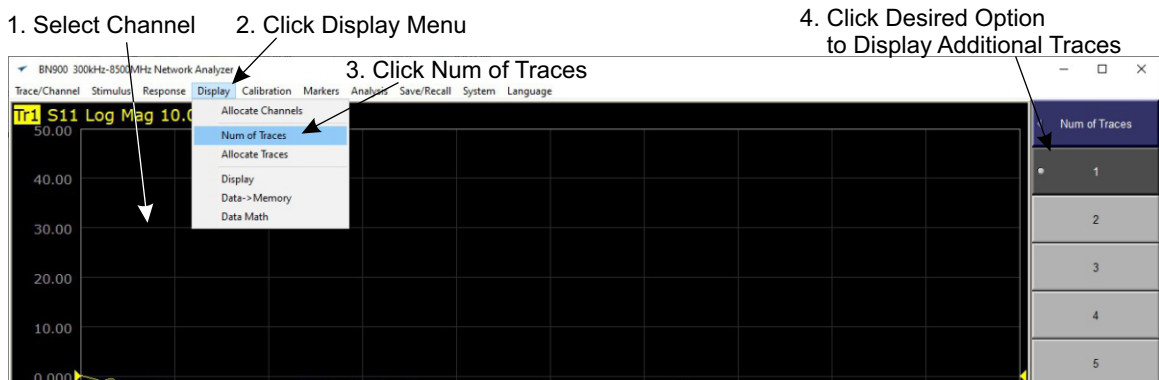 1. Select Channel
2. Click Display Menu
3. Click Num of Traces
4. Click Desired Option
to Display Additional Traces
BN900 300kHz-8500MHz Network Analyzer
Trace/Channel Stimulus Response Display Calibration Markers Analysis Save/Recall System Language
Tr1 S11 Log Mag 10.0
Allocate Channels
Num of Traces
Allocate Traces
Display
Data->Memory
Data Math
50.00
40.00
30.00
20.00
10.00
0.000
Num of Traces
1
2
3
4
5